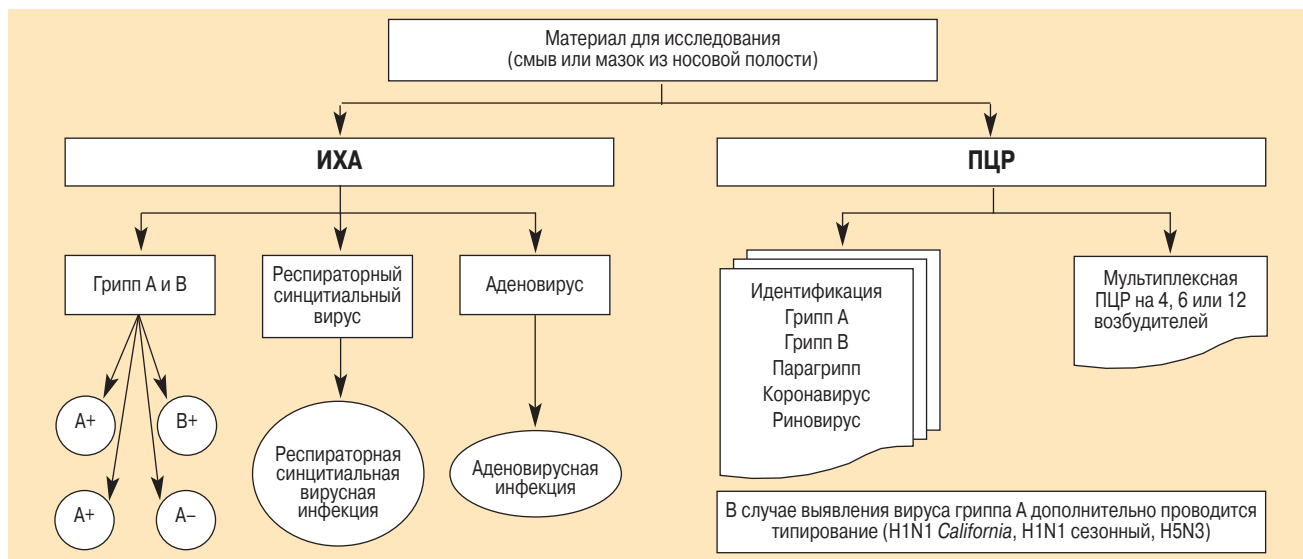 Материал для исследования
(смыв или мазок из носовой полости)
ИХА
ПЦР
Грипп А и В
Респираторный
синцитиальный
вирус
Аденовирус
Идентификация
Грипп А
Грипп В
Парагрипп
Коронавирус
Риновирус
Мультиплексная
ПЦР на 4, 6 или 12
возбудителей
А+
В+
А+
А–
Респираторная
синцитиальная
вирусная
инфекция
Аденовирусная
инфекция
В случае выявления вируса гриппа А дополнительно проводится
типирование (H1N1 California, H1N1 сезонный, H5N3)